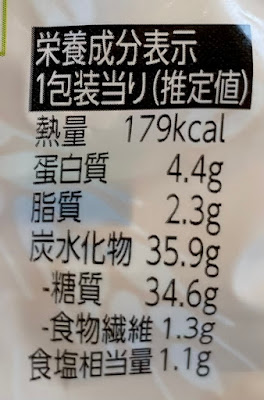 栄養成分表示
1包装当り(推定値)
熱量 179kcal
蛋白質 4.4g
脂質 2.3g
炭水化物 35.9g
-糖質 34.6g
-食物繊維 1.3g
食塩相当量 1.1g